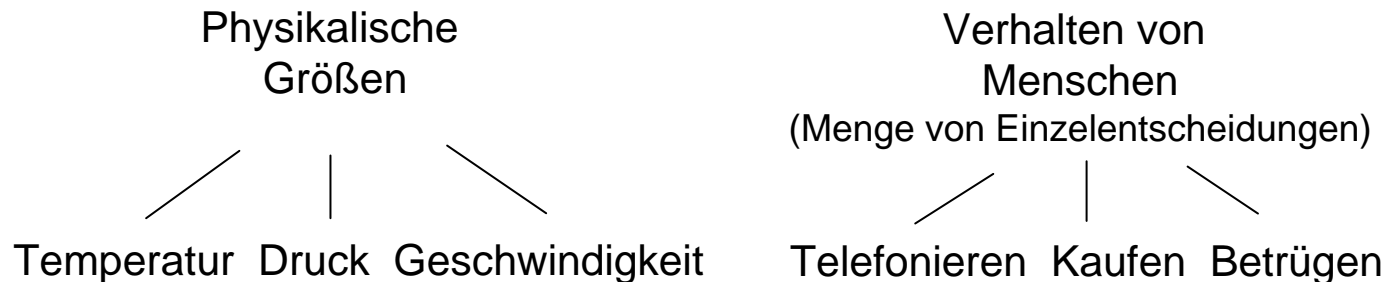 Physikalische
Größen
Temperatur Druck Geschwindigkeit
Verhalten von
Menschen
(Menge von Einzelentscheidungen)
Telefonieren Kaufen Betrügen